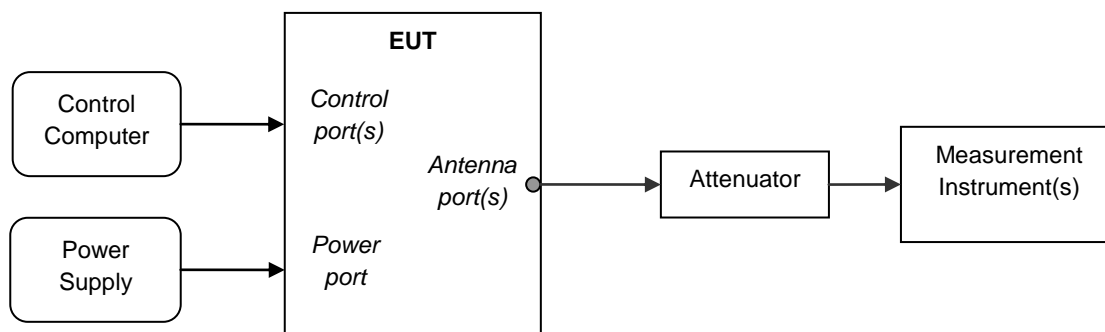 EUT
Control
Computer
Control
port(s)
Antenna
port(s)
Attenuator
Measurement
Instrument(s)
Power
Supply
Power
port